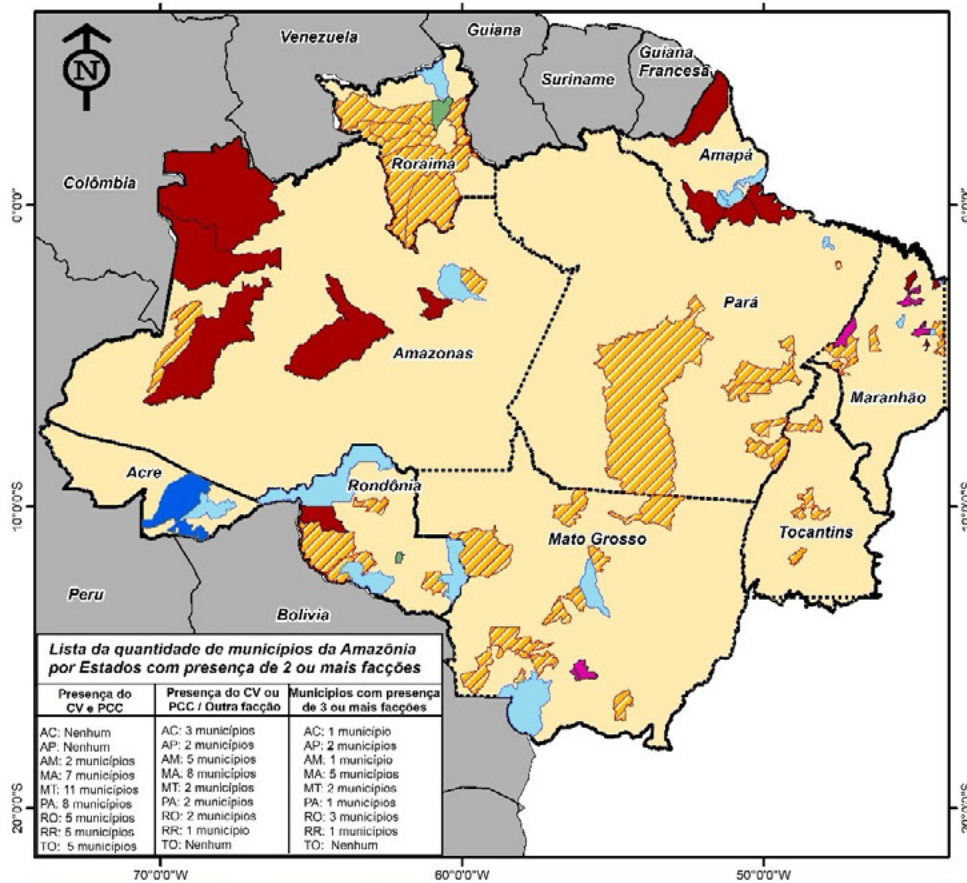 Venezuela
Guiana
Suriname
Guiana
Francesa
N
Colômbia
Roraima
Amapá
0°0'0"
Pará
Amazonas
Maranhão
Acre
Rondônia
10°0'0"S
Mato Grosso
Tocantins
Peru
Bolivia
Lista da quantidade de municípios da Amazônia
por Estados com presença de 2 ou mais facções
Presença do
CV e PCC
AC: Nenhum
AP: Nenhum
AM: 2 municípios
MA: 7 municípios
MT: 11 municípios
PA: 8 municípios
RO: 5 municípios
RR: 5 municípios
TO: 5 municípios
Presença do CV ou
PCC / Outra facção
AC: 3 municípios
AP: 2 municípios
AM: 5 municípios
MA: 8 municípios
MT: 2 municípios
PA: 2 municípios
RO: 2 municípios
RR: 1 município
TO: Nenhum
Municípios com presença
de 3 ou mais facções
AC: 1 município
AP: 2 municípios
AM: 1 município
MA: 5 municípios
MT: 2 municípios
PA: 1 municípios
RO: 3 municípios
RR: 1 municípios
TO: Nenhum
20°0'0"S
70°0'0"W
60°0'0"W
50°0'0"W